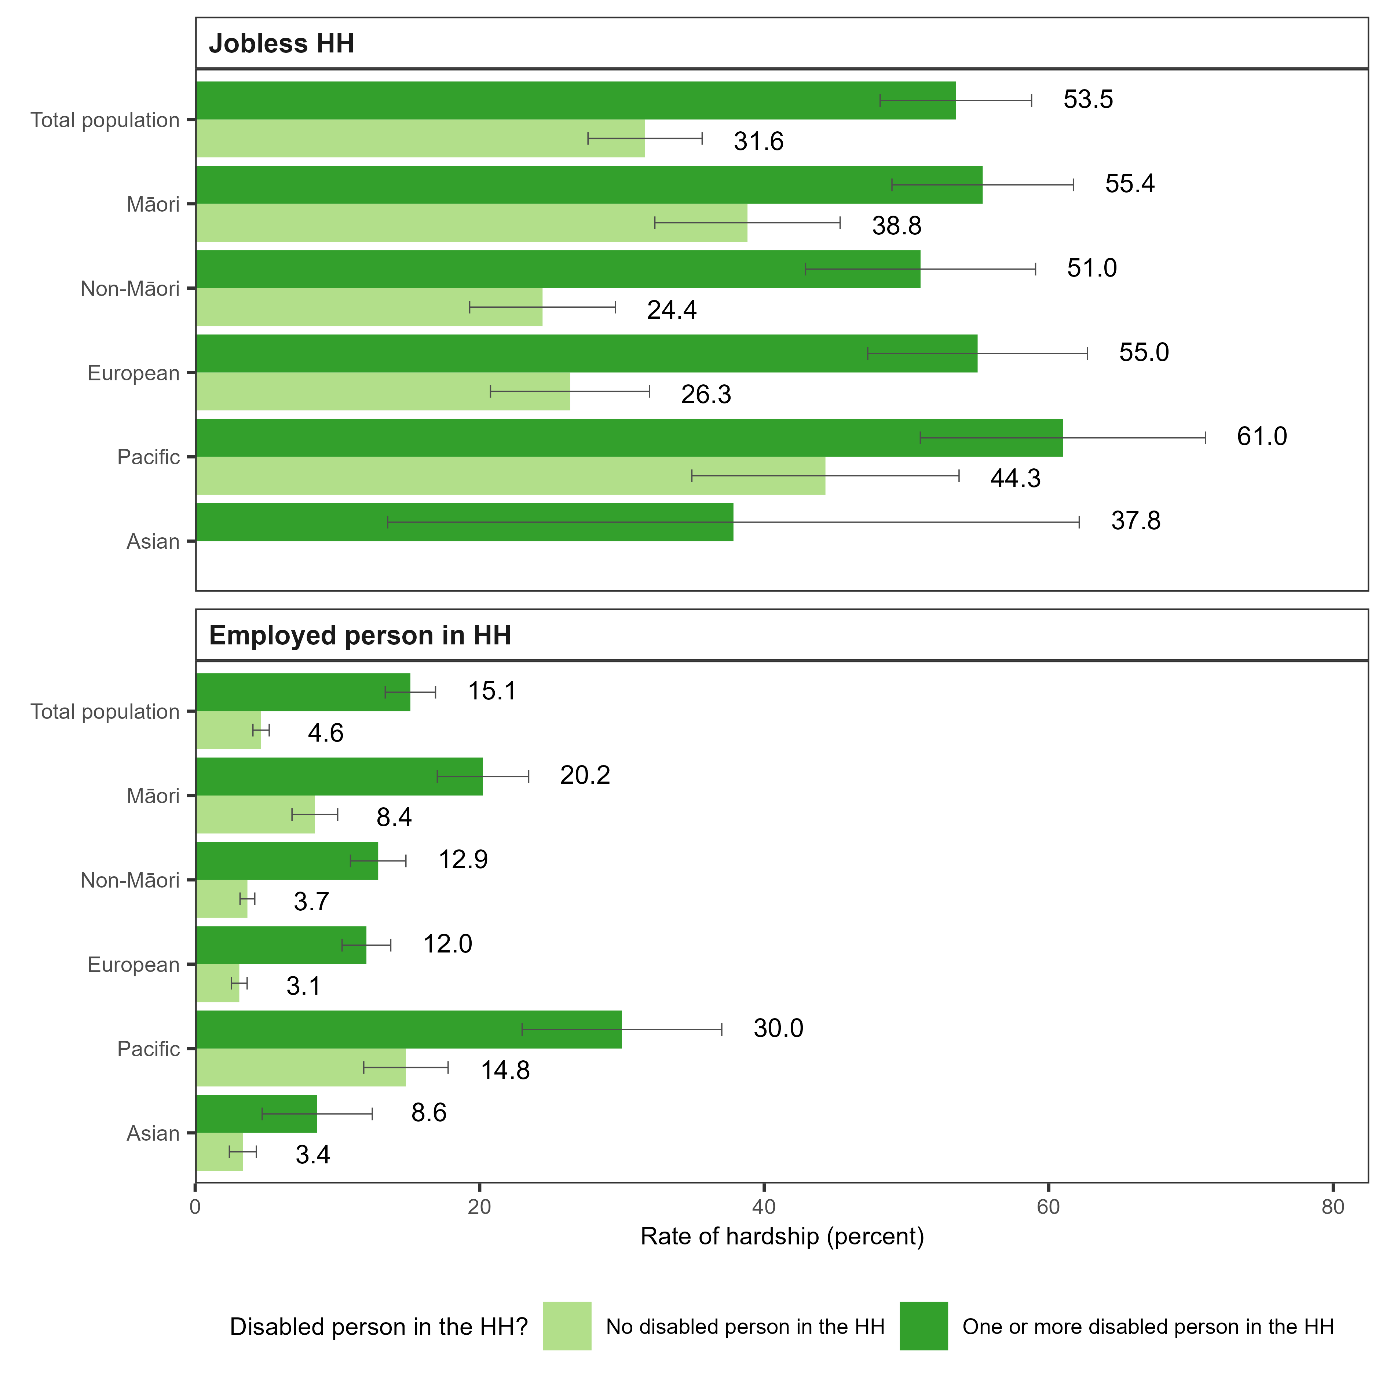 Jobless HH
Total population
53.5
31.6
Māori
55.4
38.8
Non-Māori
51.0
24.4
European
55.0
26.3
Pacific
61.0
44.3
Asian
37.8
Employed person in HH
Total population
15.1
4.6
Māori
20.2
8.4
Non-Māori
12.9
3.7
European
12.0
3.1
Pacific
30.0
14.8
Asian
8.6
3.4
0 20 40 60 80
Rate of hardship (percent)
Disabled person in the HH? No disabled person in the HH One or more disabled person in the HH